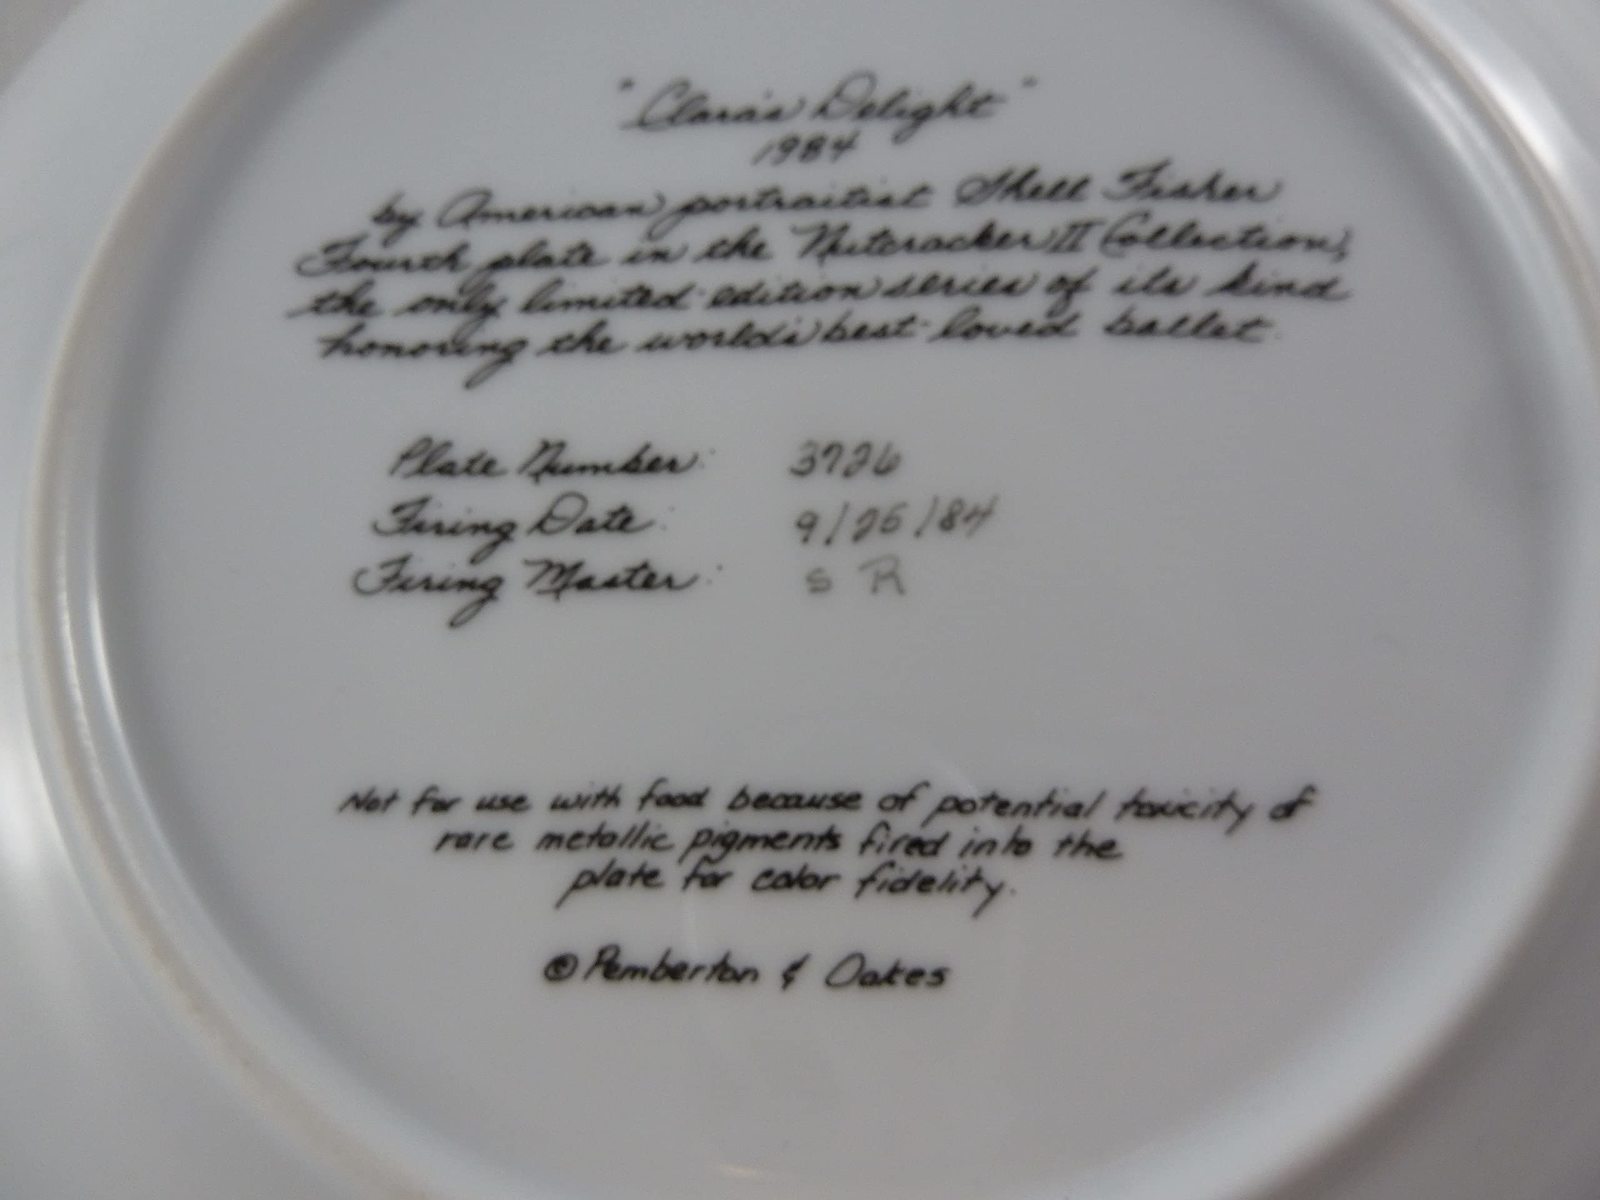 "Clara's Delight"
1984
by American portraitist Shell Fisher
Fourth plate in the Nutcracker II Collection,
the only limited-edition series of its kind
honoring the world's best-loved ballet.
Plate Number: 3726
Firing Date: 9/25/84
Firing Master: S R
Not for use with food because of potential toxicity of
rare metallic pigments fired into the
plate for color fidelity.
© Pemberton & Oakes